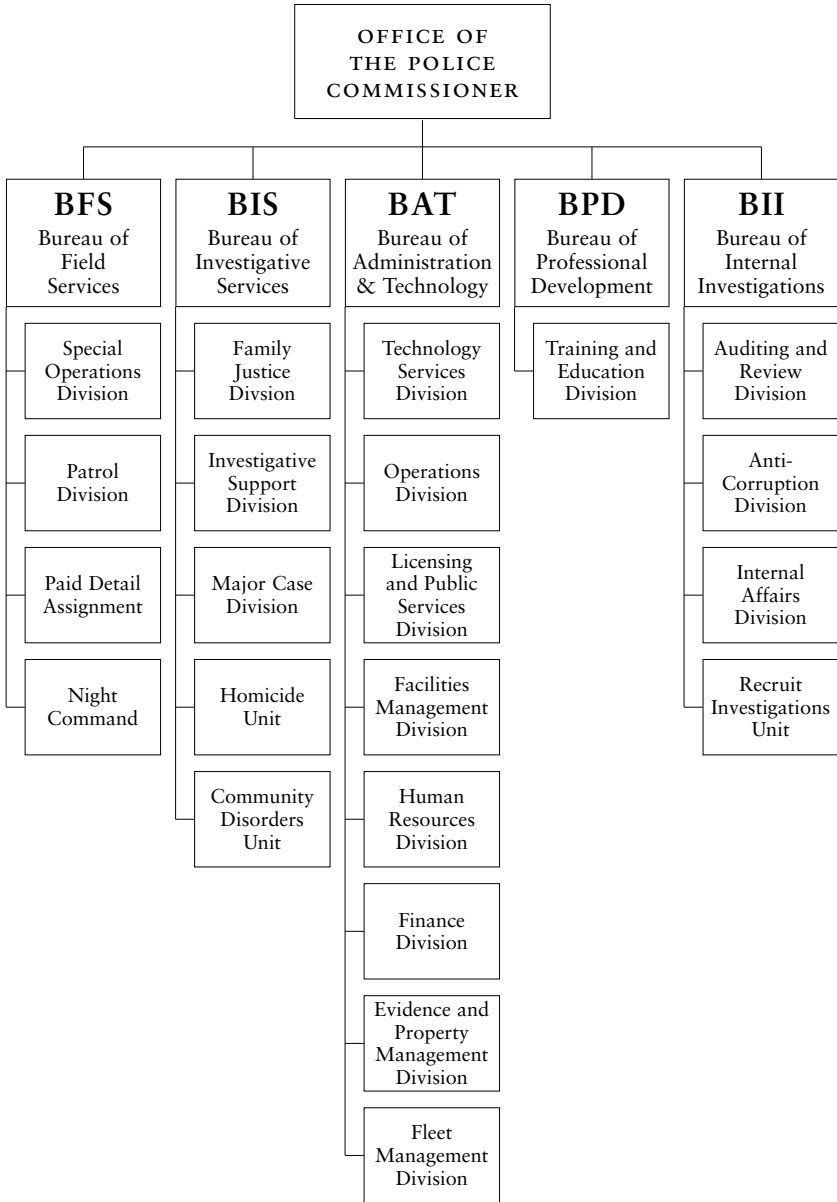 OFFICE OF
THE POLICE
COMMISSIONER
BFS
Bureau of
Field
Services
Special
Operations
Division
Patrol
Division
Paid Detail
Assignment
Night
Command
BIS
Bureau of
Investigative
Services
Family
Justice
Divsion
Investigative
Support
Division
Major Case
Division
Homicide
Unit
Community
Disorders
Unit
BAT
Bureau of
Administration
& Technology
Technology
Services
Division
Operations
Division
Licensing
and Public
Services
Division
Facilities
Management
Division
Human
Resources
Division
Finance
Division
Evidence and
Property
Management
Division
Fleet
Management
Division
BPD
Bureau of
Professional
Development
Training and
Education
Division
BII
Bureau of
Internal
Investigations
Auditing and
Review
Division
Anti-
Corruption
Division
Internal
Affairs
Division
Recruit
Investigations
Unit